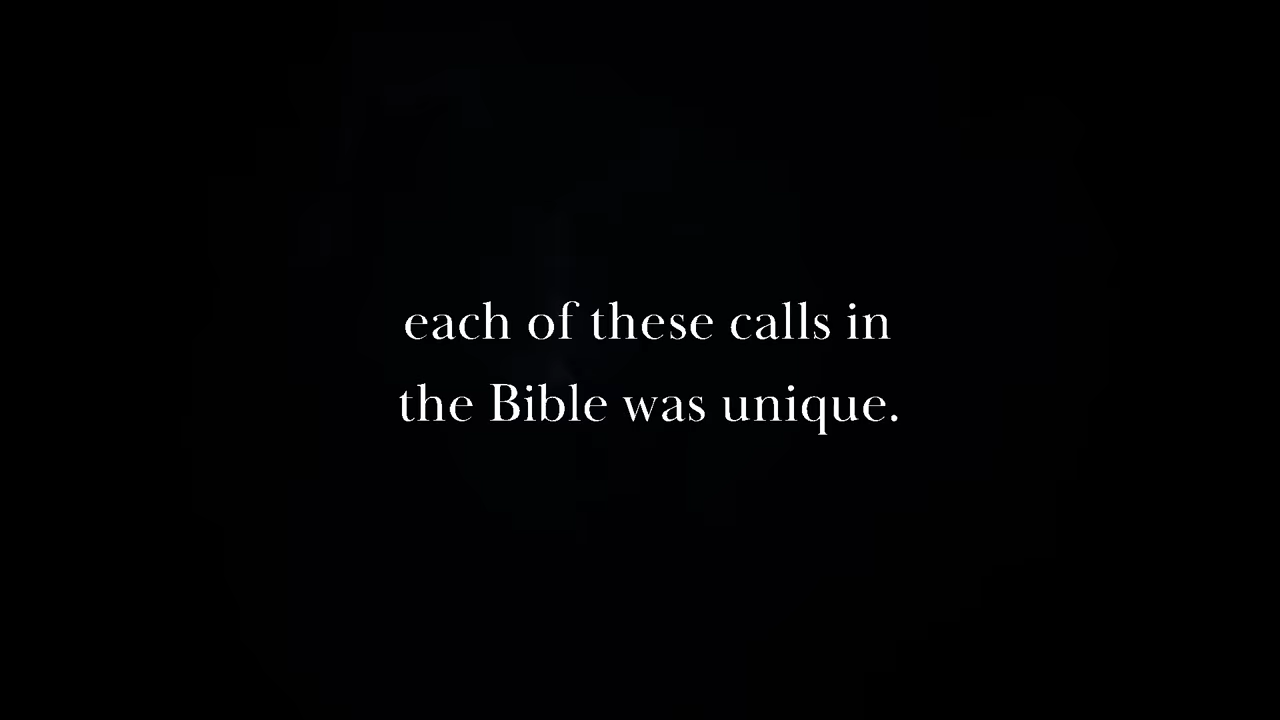 each of these calls in
the Bible was unique.